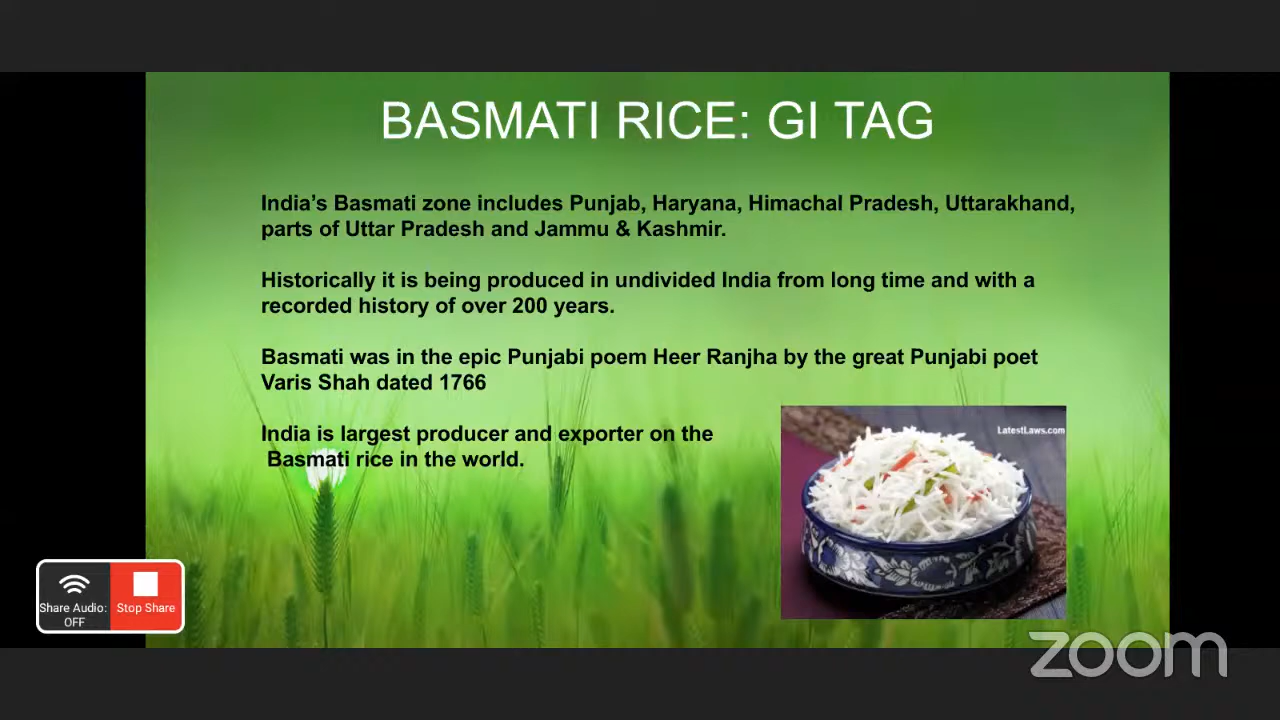 BASMATI RICE: GI TAG
India’s Basmati zone includes Punjab, Haryana, Himachal Pradesh, Uttarakhand,
parts of Uttar Pradesh and Jammu & Kashmir.
Historically it is being produced in undivided India from long time and with a
recorded history of over 200 years.
Basmati was in the epic Punjabi poem Heer Ranjha by the great Punjabi poet
Varis Shah dated 1766
India is largest producer and exporter on the
Basmati rice in the world.
LatestLaws.com
Share Audio:
OFF
Stop Share
zoom